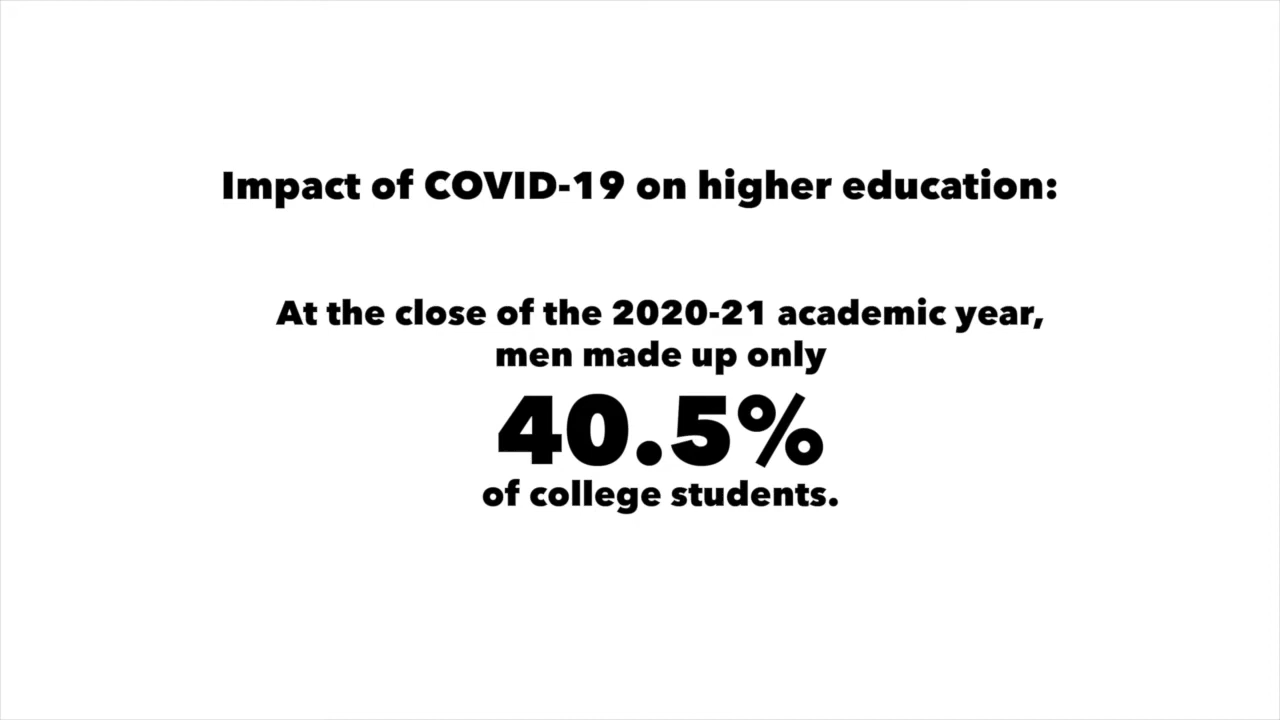 Impact of COVID-19 on higher education:
At the close of the 2020-21 academic year,
men made up only
40.5%
of college students.